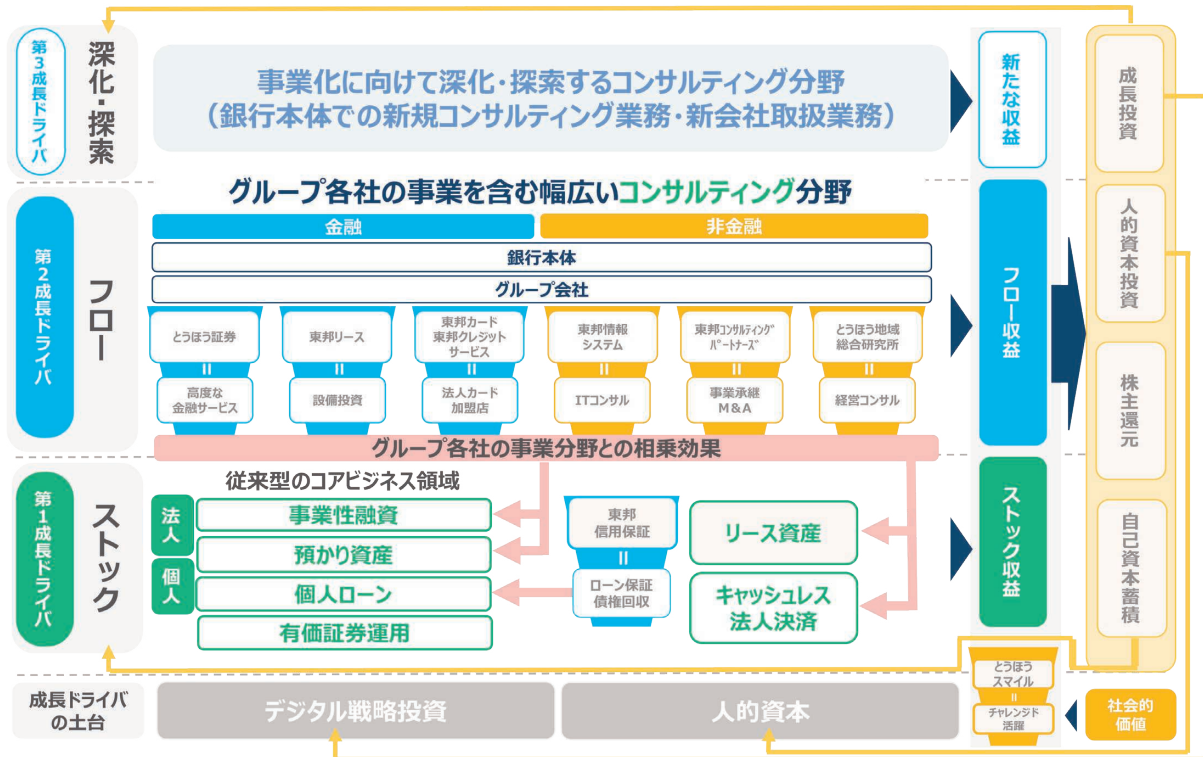 第3成長ドライバ
深化・探索
事業化に向けて深化・探索するコンサルティング分野
（銀行本体での新規コンサルティング業務・新会社取扱業務）
新たな収益
成長投資
グループ各社の事業を含む幅広いコンサルティング分野
第2成長ドライバ
フロー
金融
非金融
銀行本体
グループ会社
とうほう証券
＝
高度な
金融サービス
東邦リース
＝
設備投資
東邦カード
東邦クレジット
サービス
＝
法人カード
加盟店
東邦情報
システム
＝
ITコンサル
東邦ｺﾝｻﾙﾃｨﾝｸﾞ
ﾊﾟｰﾄﾅｰｽﾞ
＝
事業承継
M＆A
とうほう地域
総合研究所
＝
経営コンサル
フロー収益
人的資本投資
株主還元
グループ各社の事業分野との相乗効果
第1成長ドライバ
ストック
従来型のコアビジネス領域
法人
個人
事業性融資
預かり資産
個人ローン
有価証券運用
東邦
信用保証
＝
ローン保証
債権回収
リース資産
キャッシュレス
法人決済
ストック収益
自己資本蓄積
成長ドライバ
の土台
デジタル戦略投資
人的資本
とうほう
スマイル
＝
チャレンジド
活躍
社会的
価値